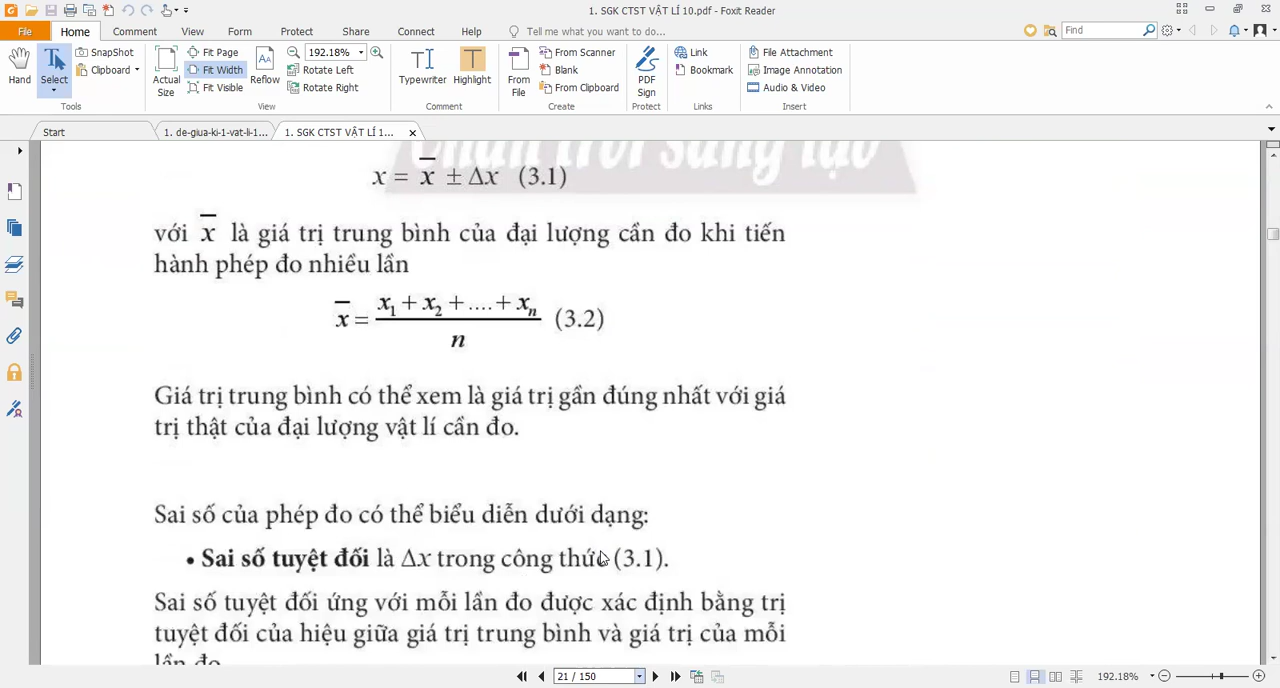 1. SGK CTST VẬT LÍ 10.pdf - Foxit Reader
File Home Comment View Form Protect Share Connect Help Tell me what you want to do... Find
Hand Select SnapShot Clipboard Actual Size Fit Page Fit Width Fit Visible Reflow 192.18% Rotate Left Rotate Right Typewriter Highlight From File From Scanner Blank From Clipboard PDF Sign Link Bookmark File Attachment Image Annotation Audio & Video
Tools View Comment Create Protect Links Insert
Start 1. de-giua-ki-1-vat-li-1... 1. SGK CTST VẬT LÍ 1...
Chân trời sáng tạo
x = x̅ ± Δx (3.1)
với x̅ là giá trị trung bình của đại lượng cần đo khi tiến
hành phép đo nhiều lần
x̅ = (x₁ + x₂ + .... + xₙ) / n (3.2)
Giá trị trung bình có thể xem là giá trị gần đúng nhất với giá
trị thật của đại lượng vật lí cần đo.
Sai số của phép đo có thể biểu diễn dưới dạng:
• Sai số tuyệt đối là Δx trong công thức (3.1).
Sai số tuyệt đối ứng với mỗi lần đo được xác định bằng trị
tuyệt đối của hiệu giữa giá trị trung bình và giá trị của mỗi
lần đo
21 / 150 192.18%